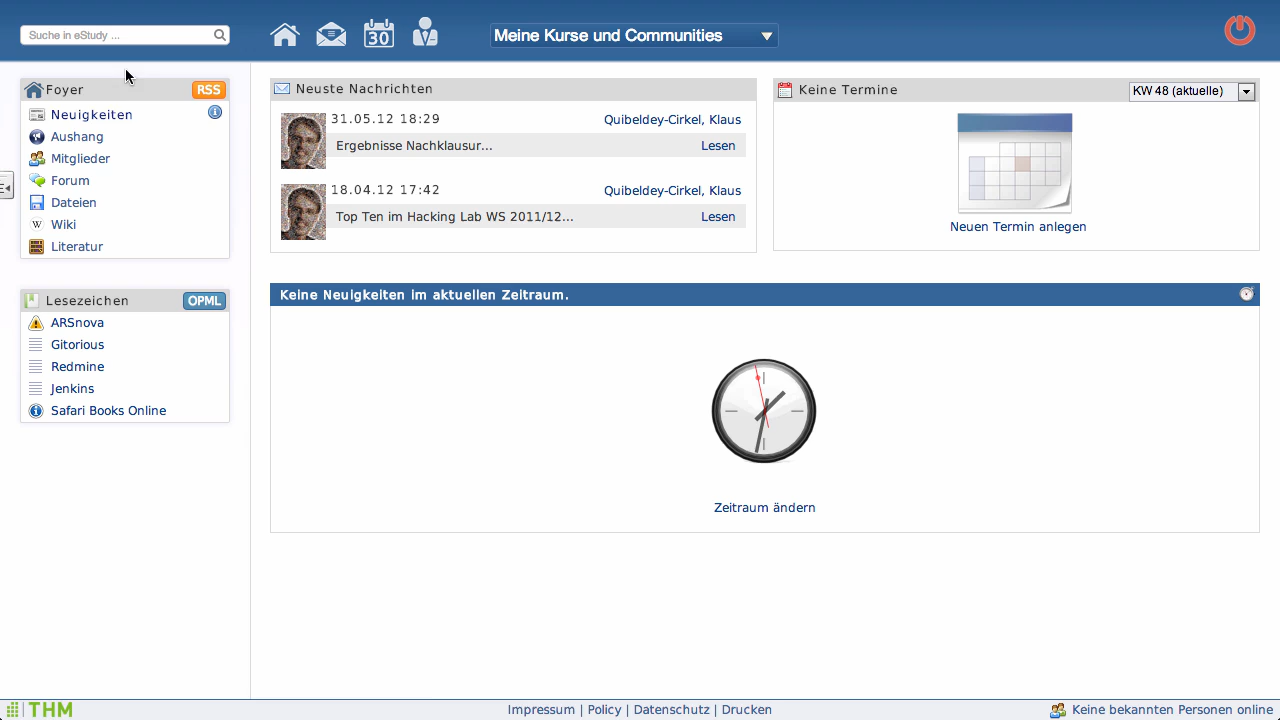 Suche in eStudy ...
30
Meine Kurse und Communities
Foyer RSS
Neuigkeiten
Aushang
Mitglieder
Forum
Dateien
W Wiki
Literatur
Lesezeichen OPML
ARSnova
Gitorious
Redmine
Jenkins
Safari Books Online
Neuste Nachrichten
31.05.12 18:29 Quibeldey-Cirkel, Klaus
Ergebnisse Nachklausur... Lesen
18.04.12 17:42 Quibeldey-Cirkel, Klaus
Top Ten im Hacking Lab WS 2011/12... Lesen
Keine Termine KW 48 (aktuelle)
Neuen Termin anlegen
Keine Neuigkeiten im aktuellen Zeitraum.
Zeitraum ändern
THM
Impressum | Policy | Datenschutz | Drucken
Keine bekannten Personen online